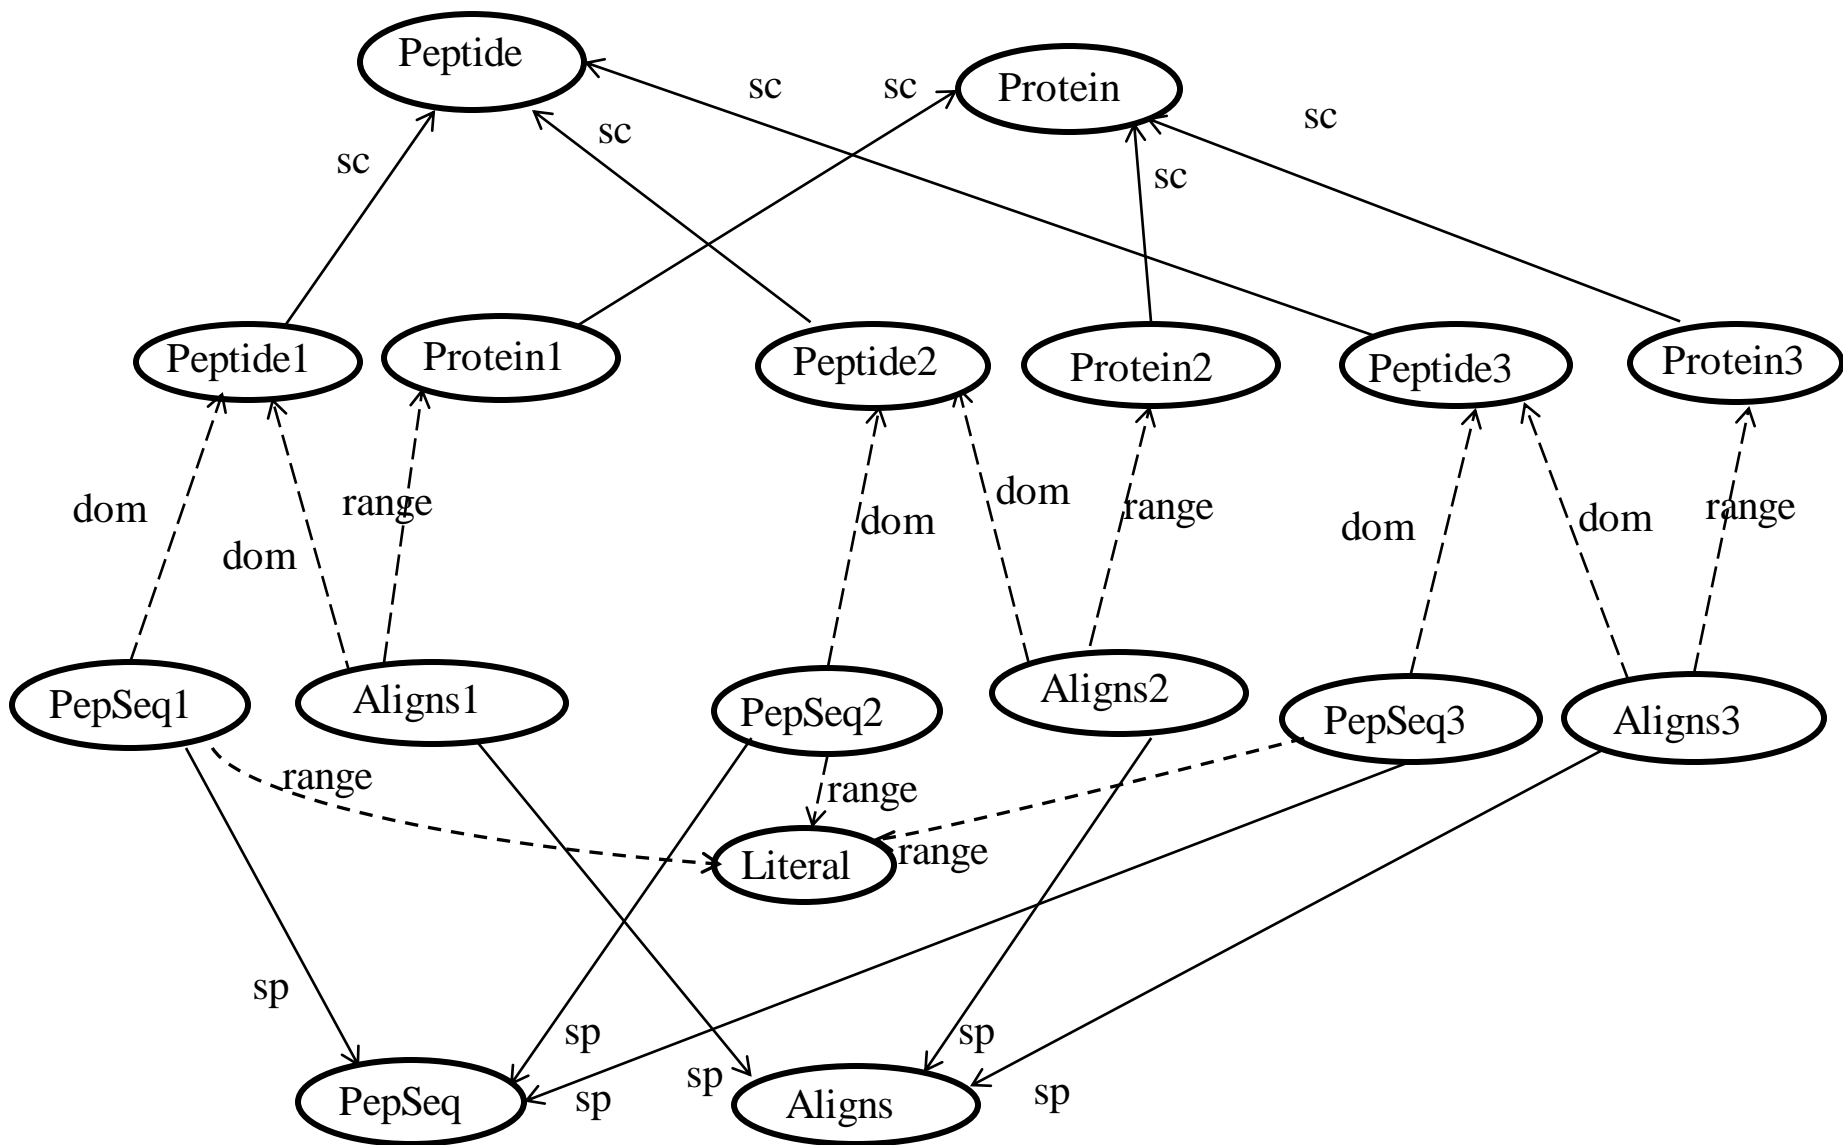 Peptide
Protein
sc
sc
sc
sc
sc
sc
Peptide1
Protein1
Peptide2
Protein2
Peptide3
Protein3
dom
dom
range
dom
dom
range
dom
dom
range
PepSeq1
Aligns1
PepSeq2
Aligns2
PepSeq3
Aligns3
range
range
range
Literal
sp
sp
sp
sp
sp
sp
PepSeq
Aligns